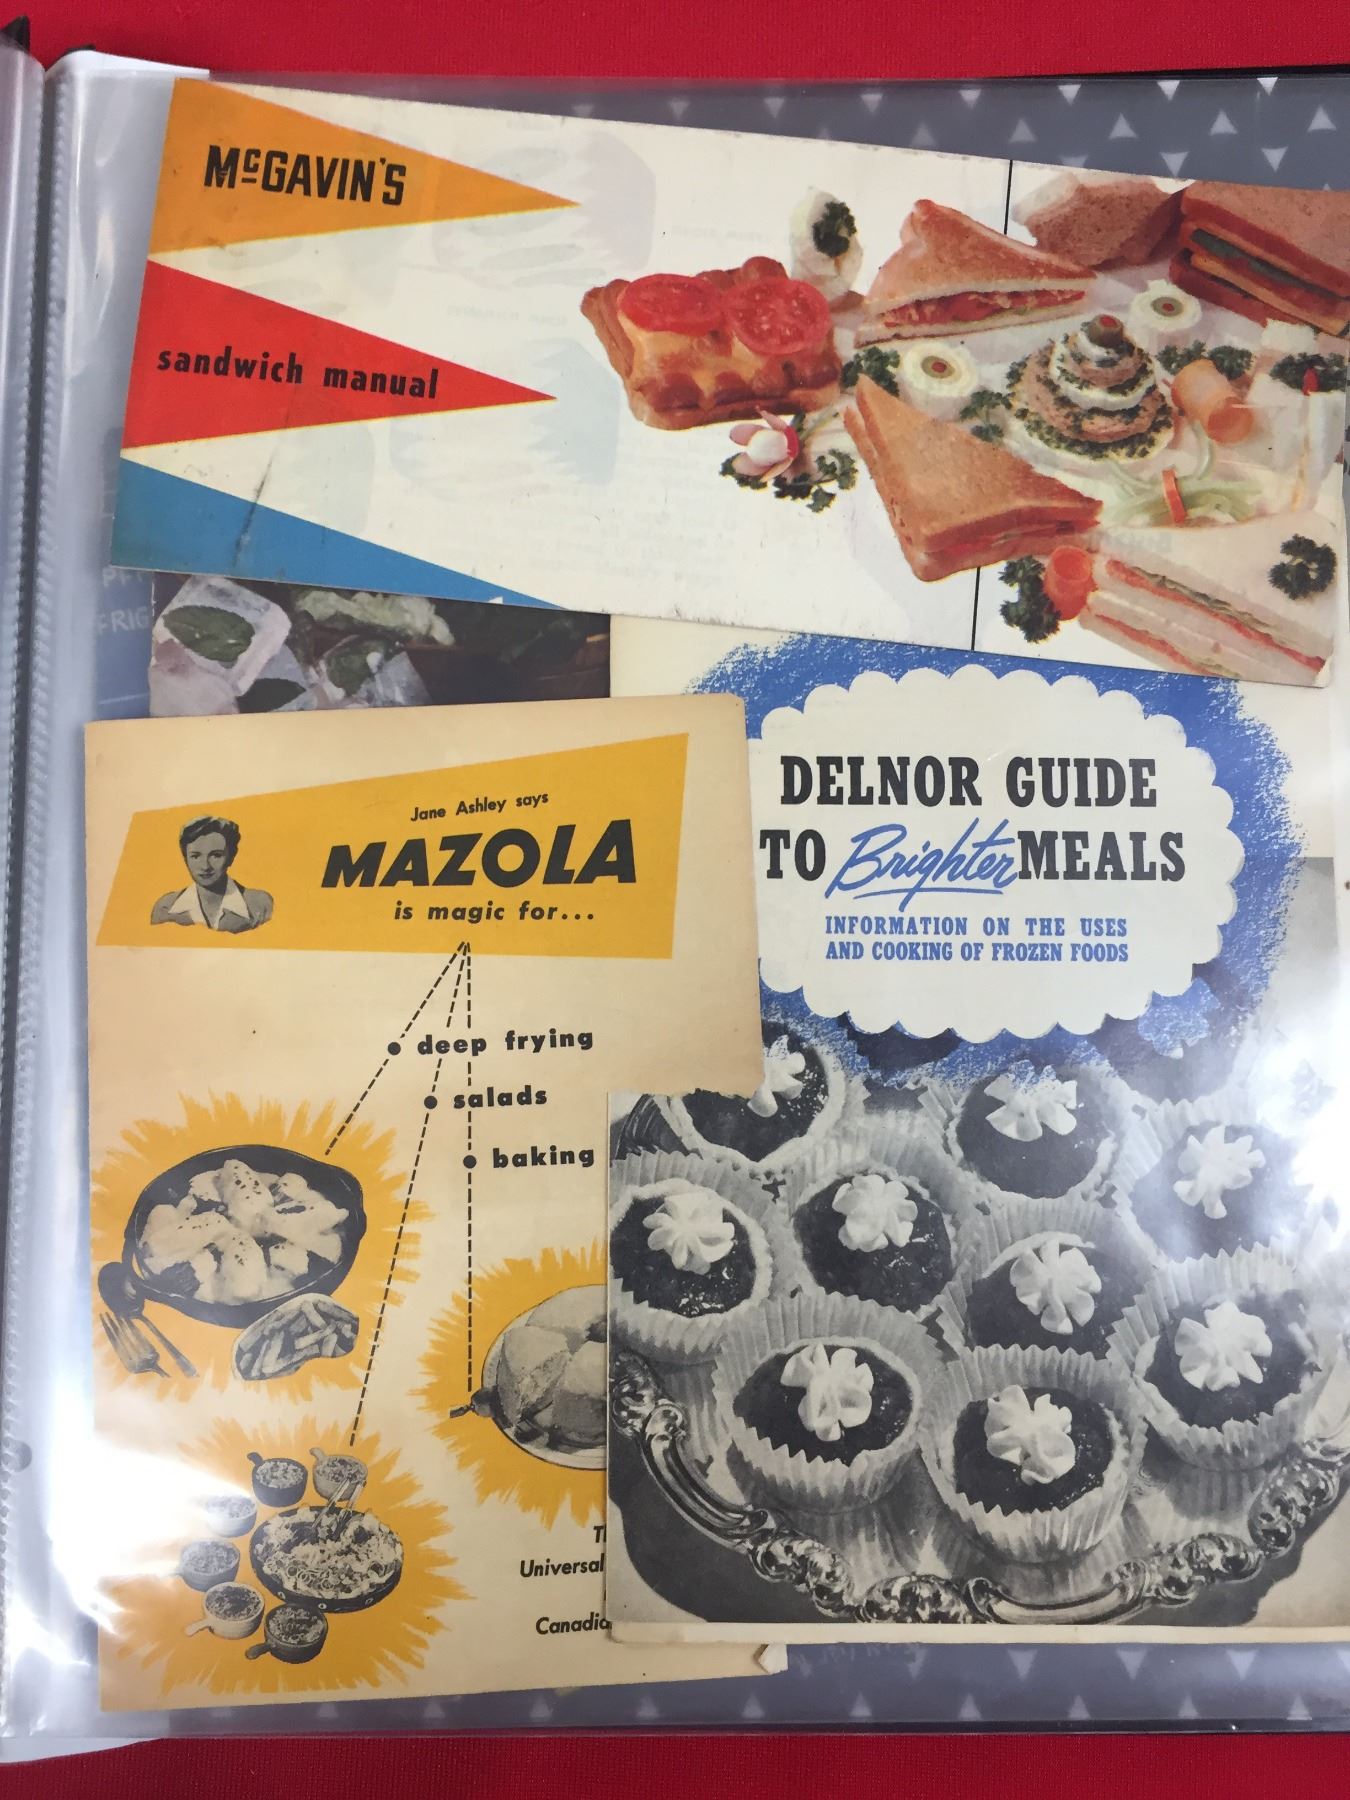 McGAVIN'S
sandwich manual
FRIG
DELNOR GUIDE
TO Brighter MEALS
INFORMATION ON THE USES
AND COOKING OF FROZEN FOODS
Jane Ashley says
MAZOLA
is magic for...
• deep frying
• salads
• baking
Universal